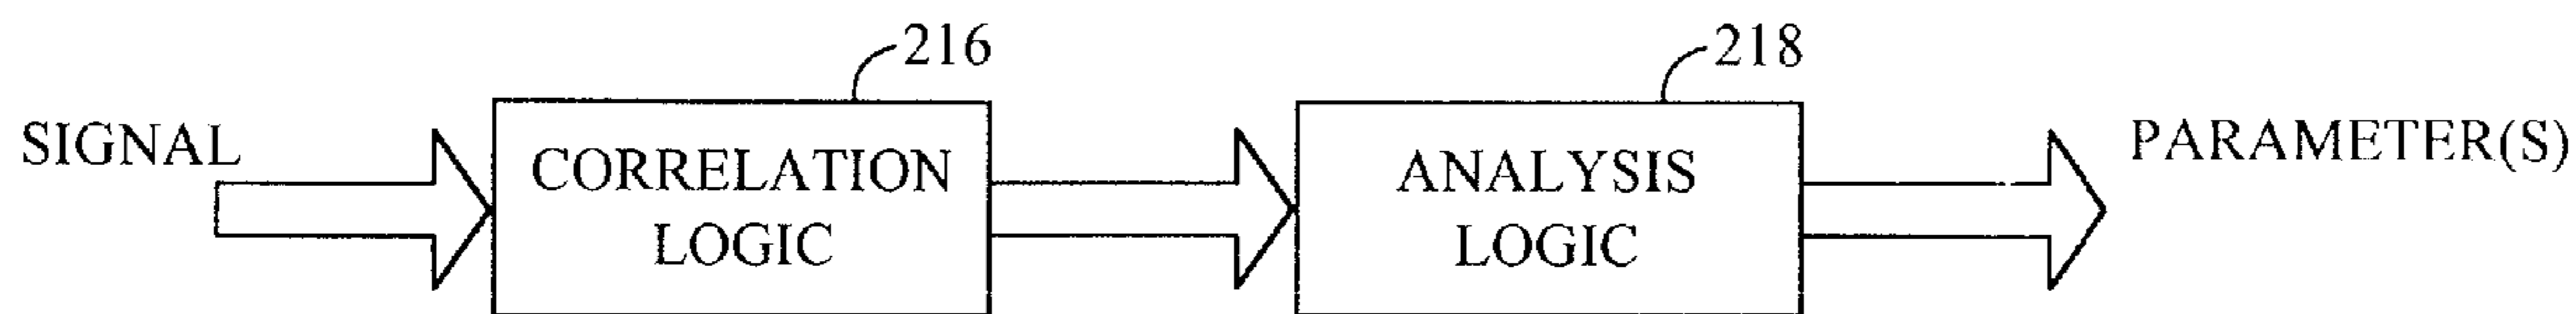 216
218
SIGNAL
CORRELATION
LOGIC
ANALYSIS
LOGIC
PARAMETER(S)